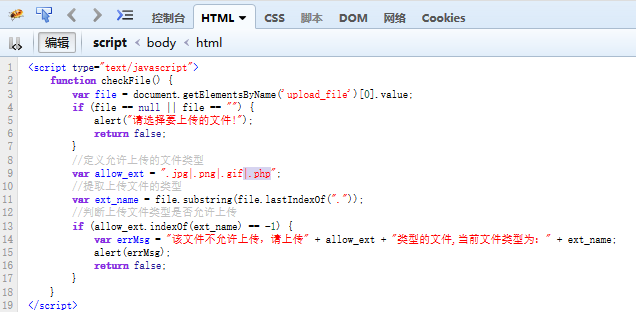 控制台 HTML CSS 脚本 DOM 网络 Cookies
编辑 script < body < html
1 <script type="text/javascript">
2 function checkFile() {
3 var file = document.getElementsByName('upload_file')[0].value;
4 if (file == null || file == "") {
5 alert("请选择要上传的文件!");
6 return false;
7 }
8 //定义允许上传的文件类型
9 var allow_ext = ".jpg|.png|.gif|.php";
10 //提取上传文件的类型
11 var ext_name = file.substring(file.lastIndexOf("."));
12 //判断上传文件类型是否允许上传
13 if (allow_ext.indexOf(ext_name) == -1) {
14 var errMsg = "该文件不允许上传，请上传" + allow_ext + "类型的文件,当前文件类型为：" + ext_name;
15 alert(errMsg);
16 return false;
17 }
18 }
19 </script>